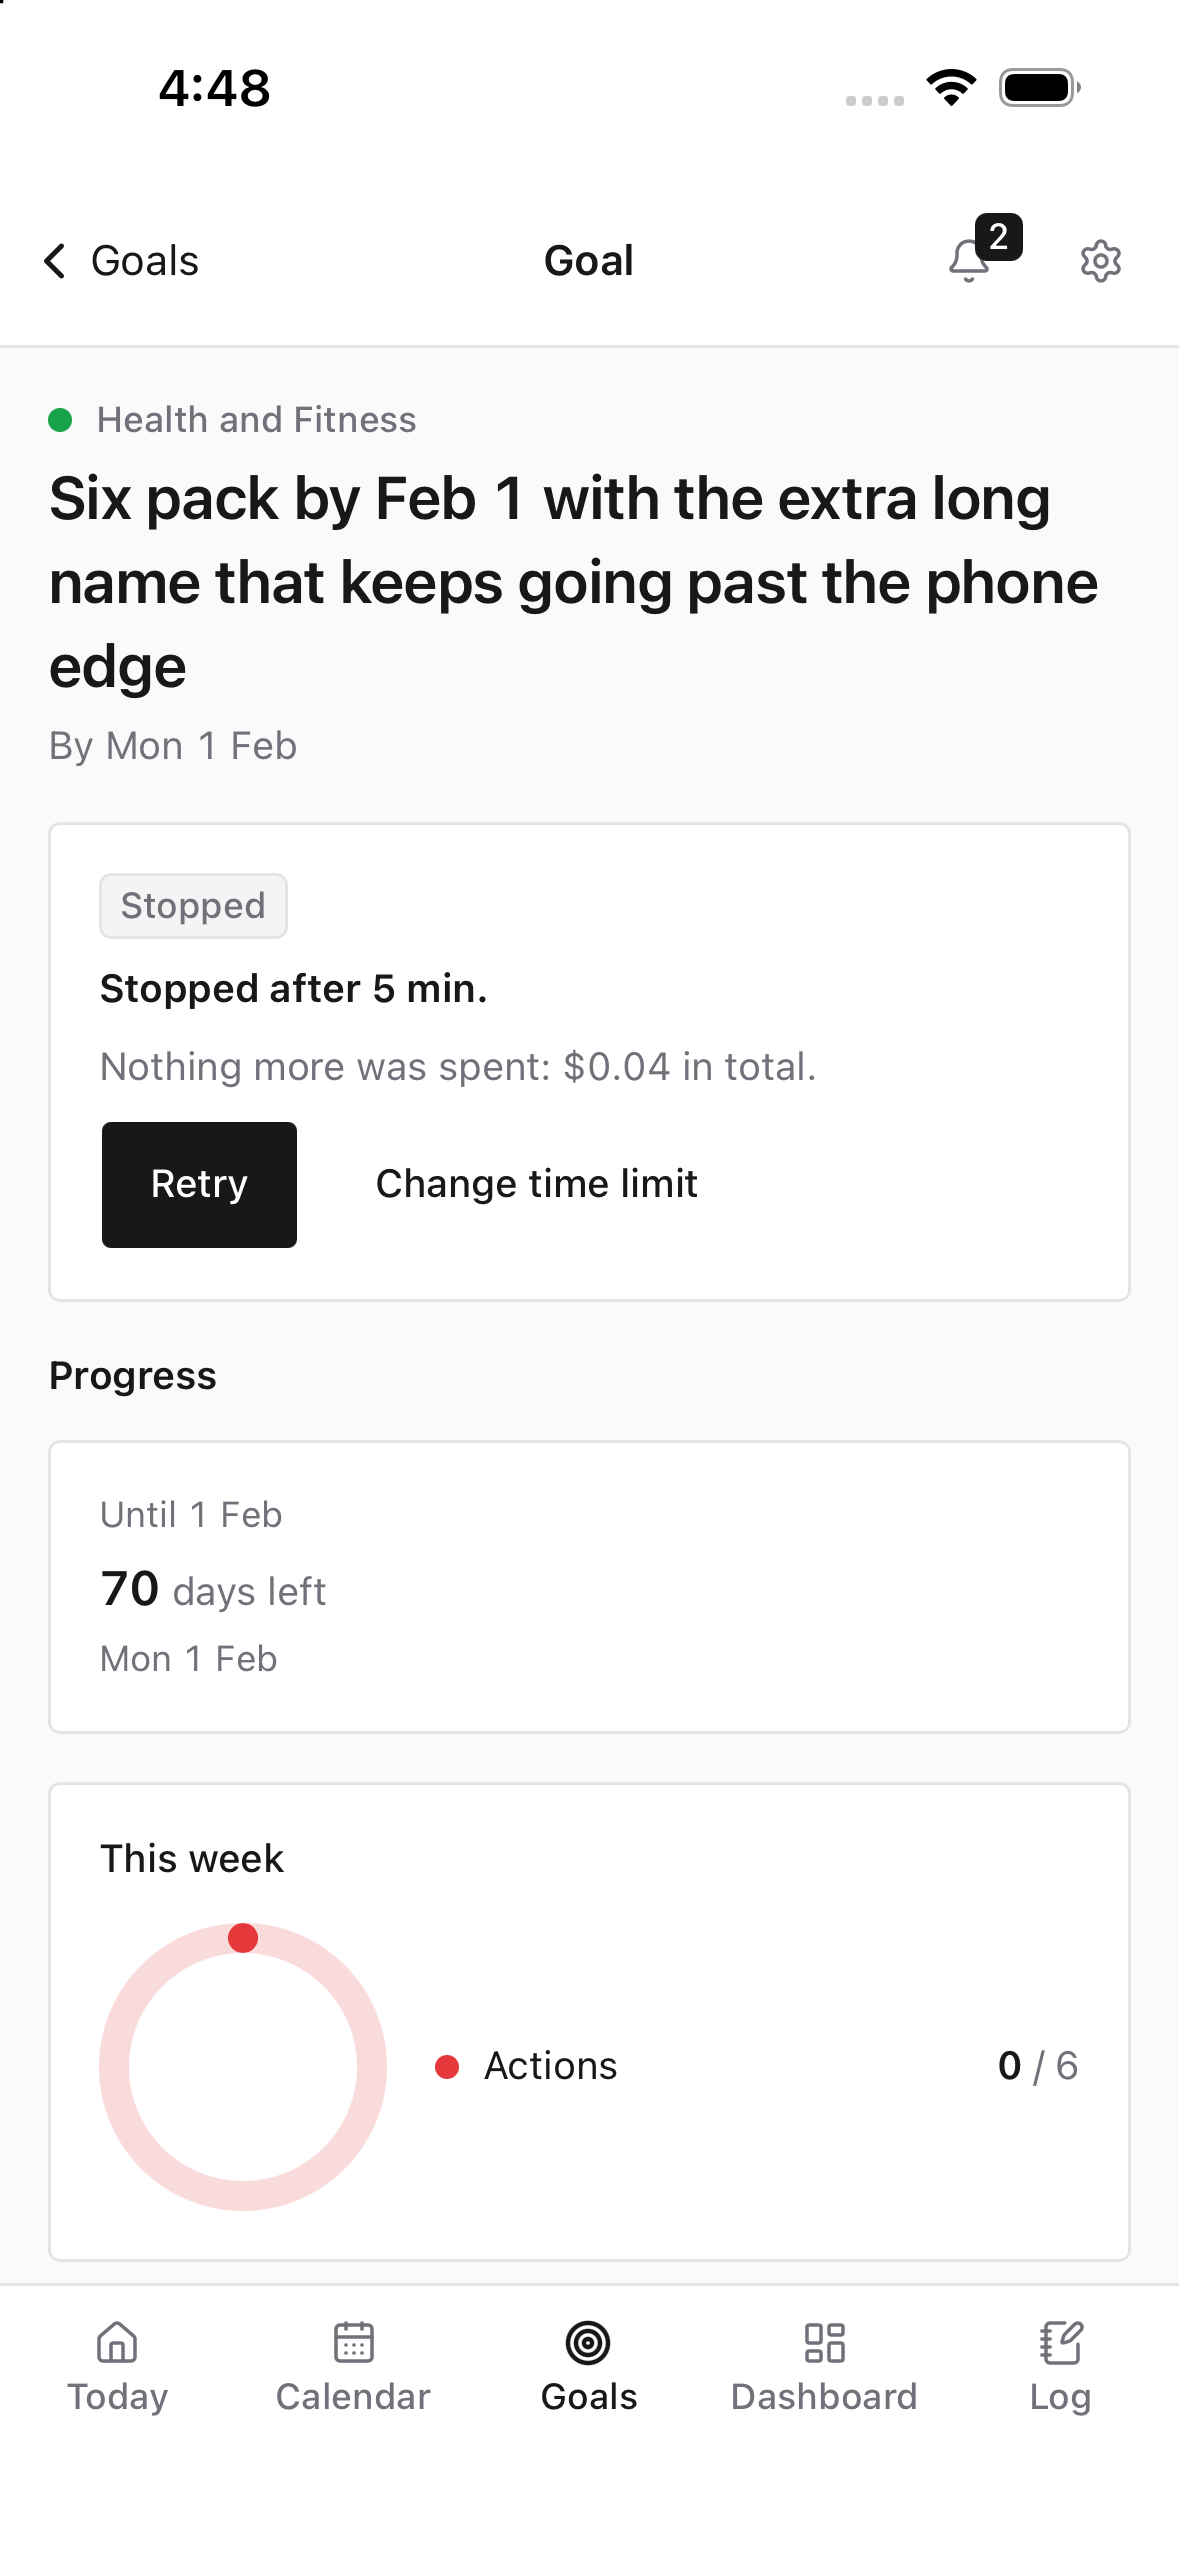 4:48
Goals
Goal
2
Health and Fitness
Six pack by Feb 1 with the extra long
name that keeps going past the phone
edge
By Mon 1 Feb
Stopped
Stopped after 5 min.
Nothing more was spent: $0.04 in total.
Retry
Change time limit
Progress
Until 1 Feb
70 days left
Mon 1 Feb
This week
Actions
0 / 6
Today
Calendar
Goals
Dashboard
Log